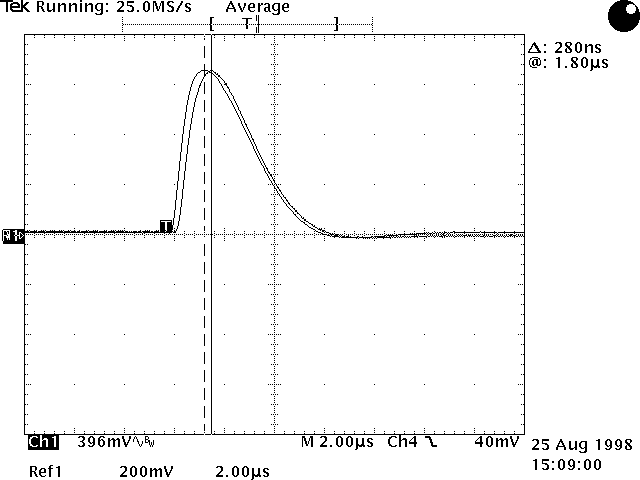 Tek Running: 25.0MS/s Average
[ T ]
Δ: 280ns
@: 1.80µs
T
Ch1 396mV∿BW M 2.00µs Ch4 ʅ 40mV
Ref1 200mV 2.00µs
25 Aug 1998
15:09:00